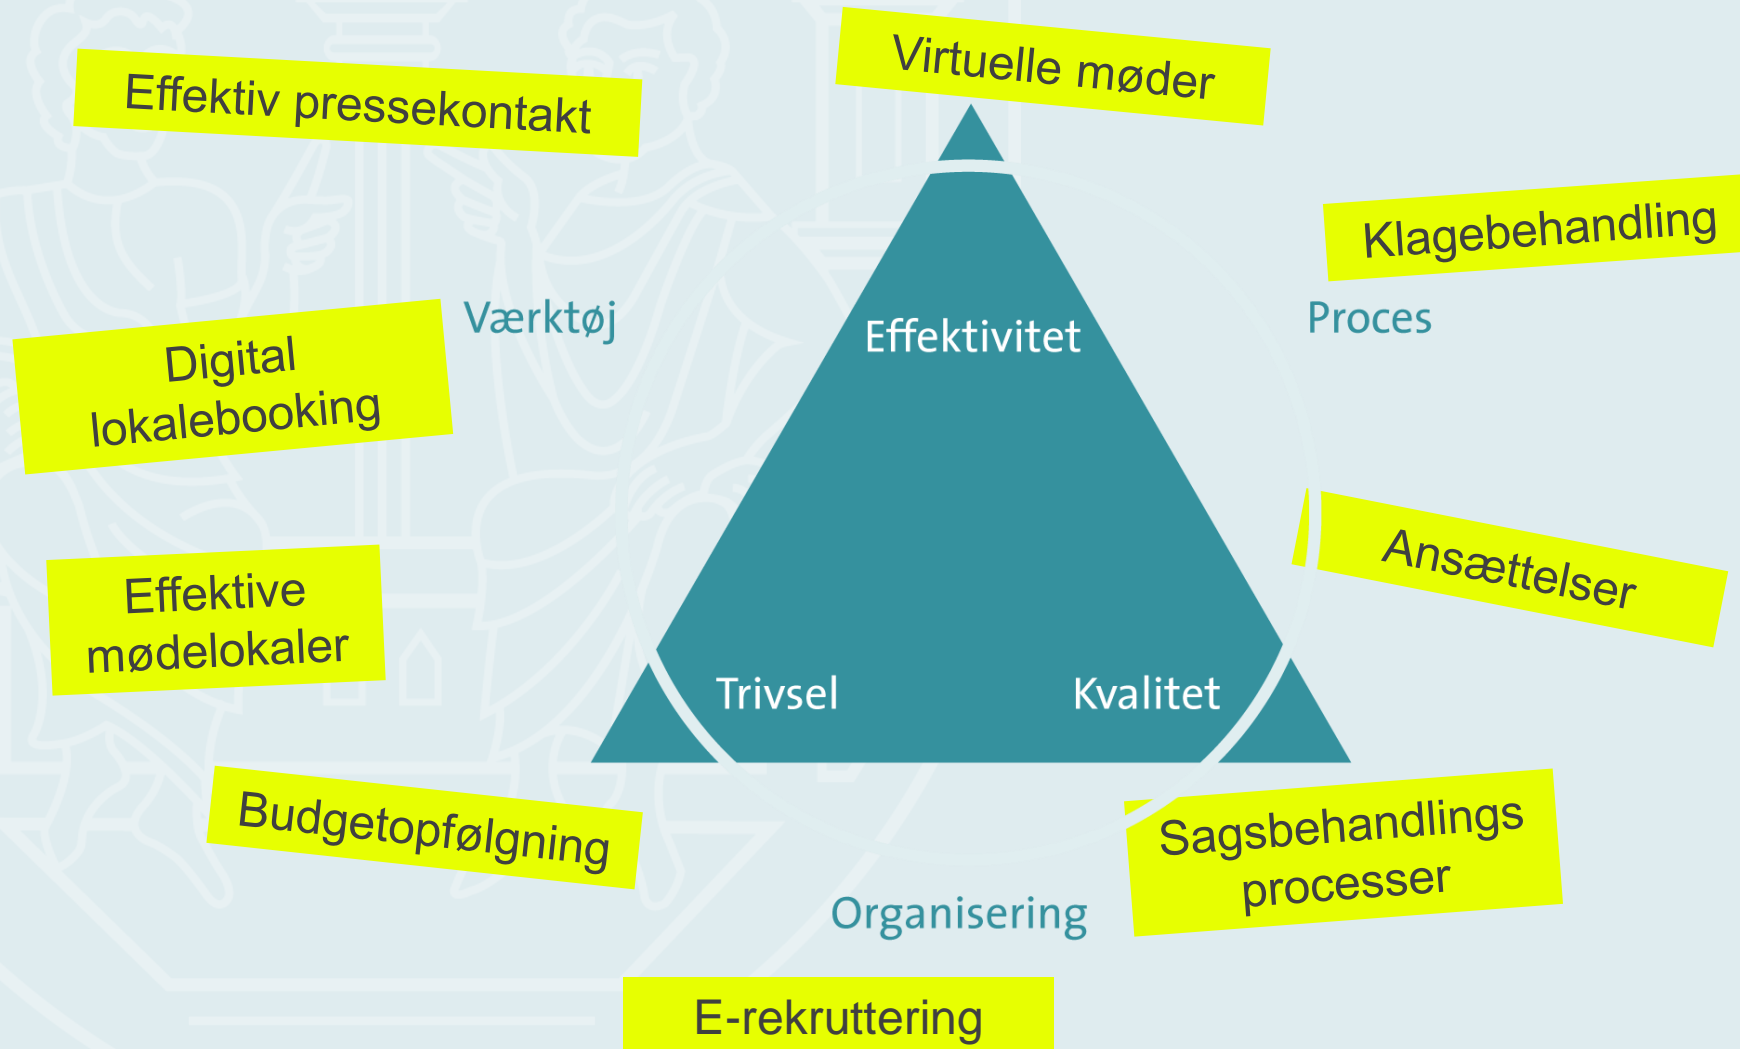 Virtuelle møder
Effektiv pressekontakt
Klagebehandling
Værktøj
Proces
Effektivitet
Digital
lokalebooking
Ansættelser
Effektive
mødelokaler
Trivsel
Kvalitet
Budgetopfølgning
Sagsbehandlings
processer
Organisering
E-rekruttering